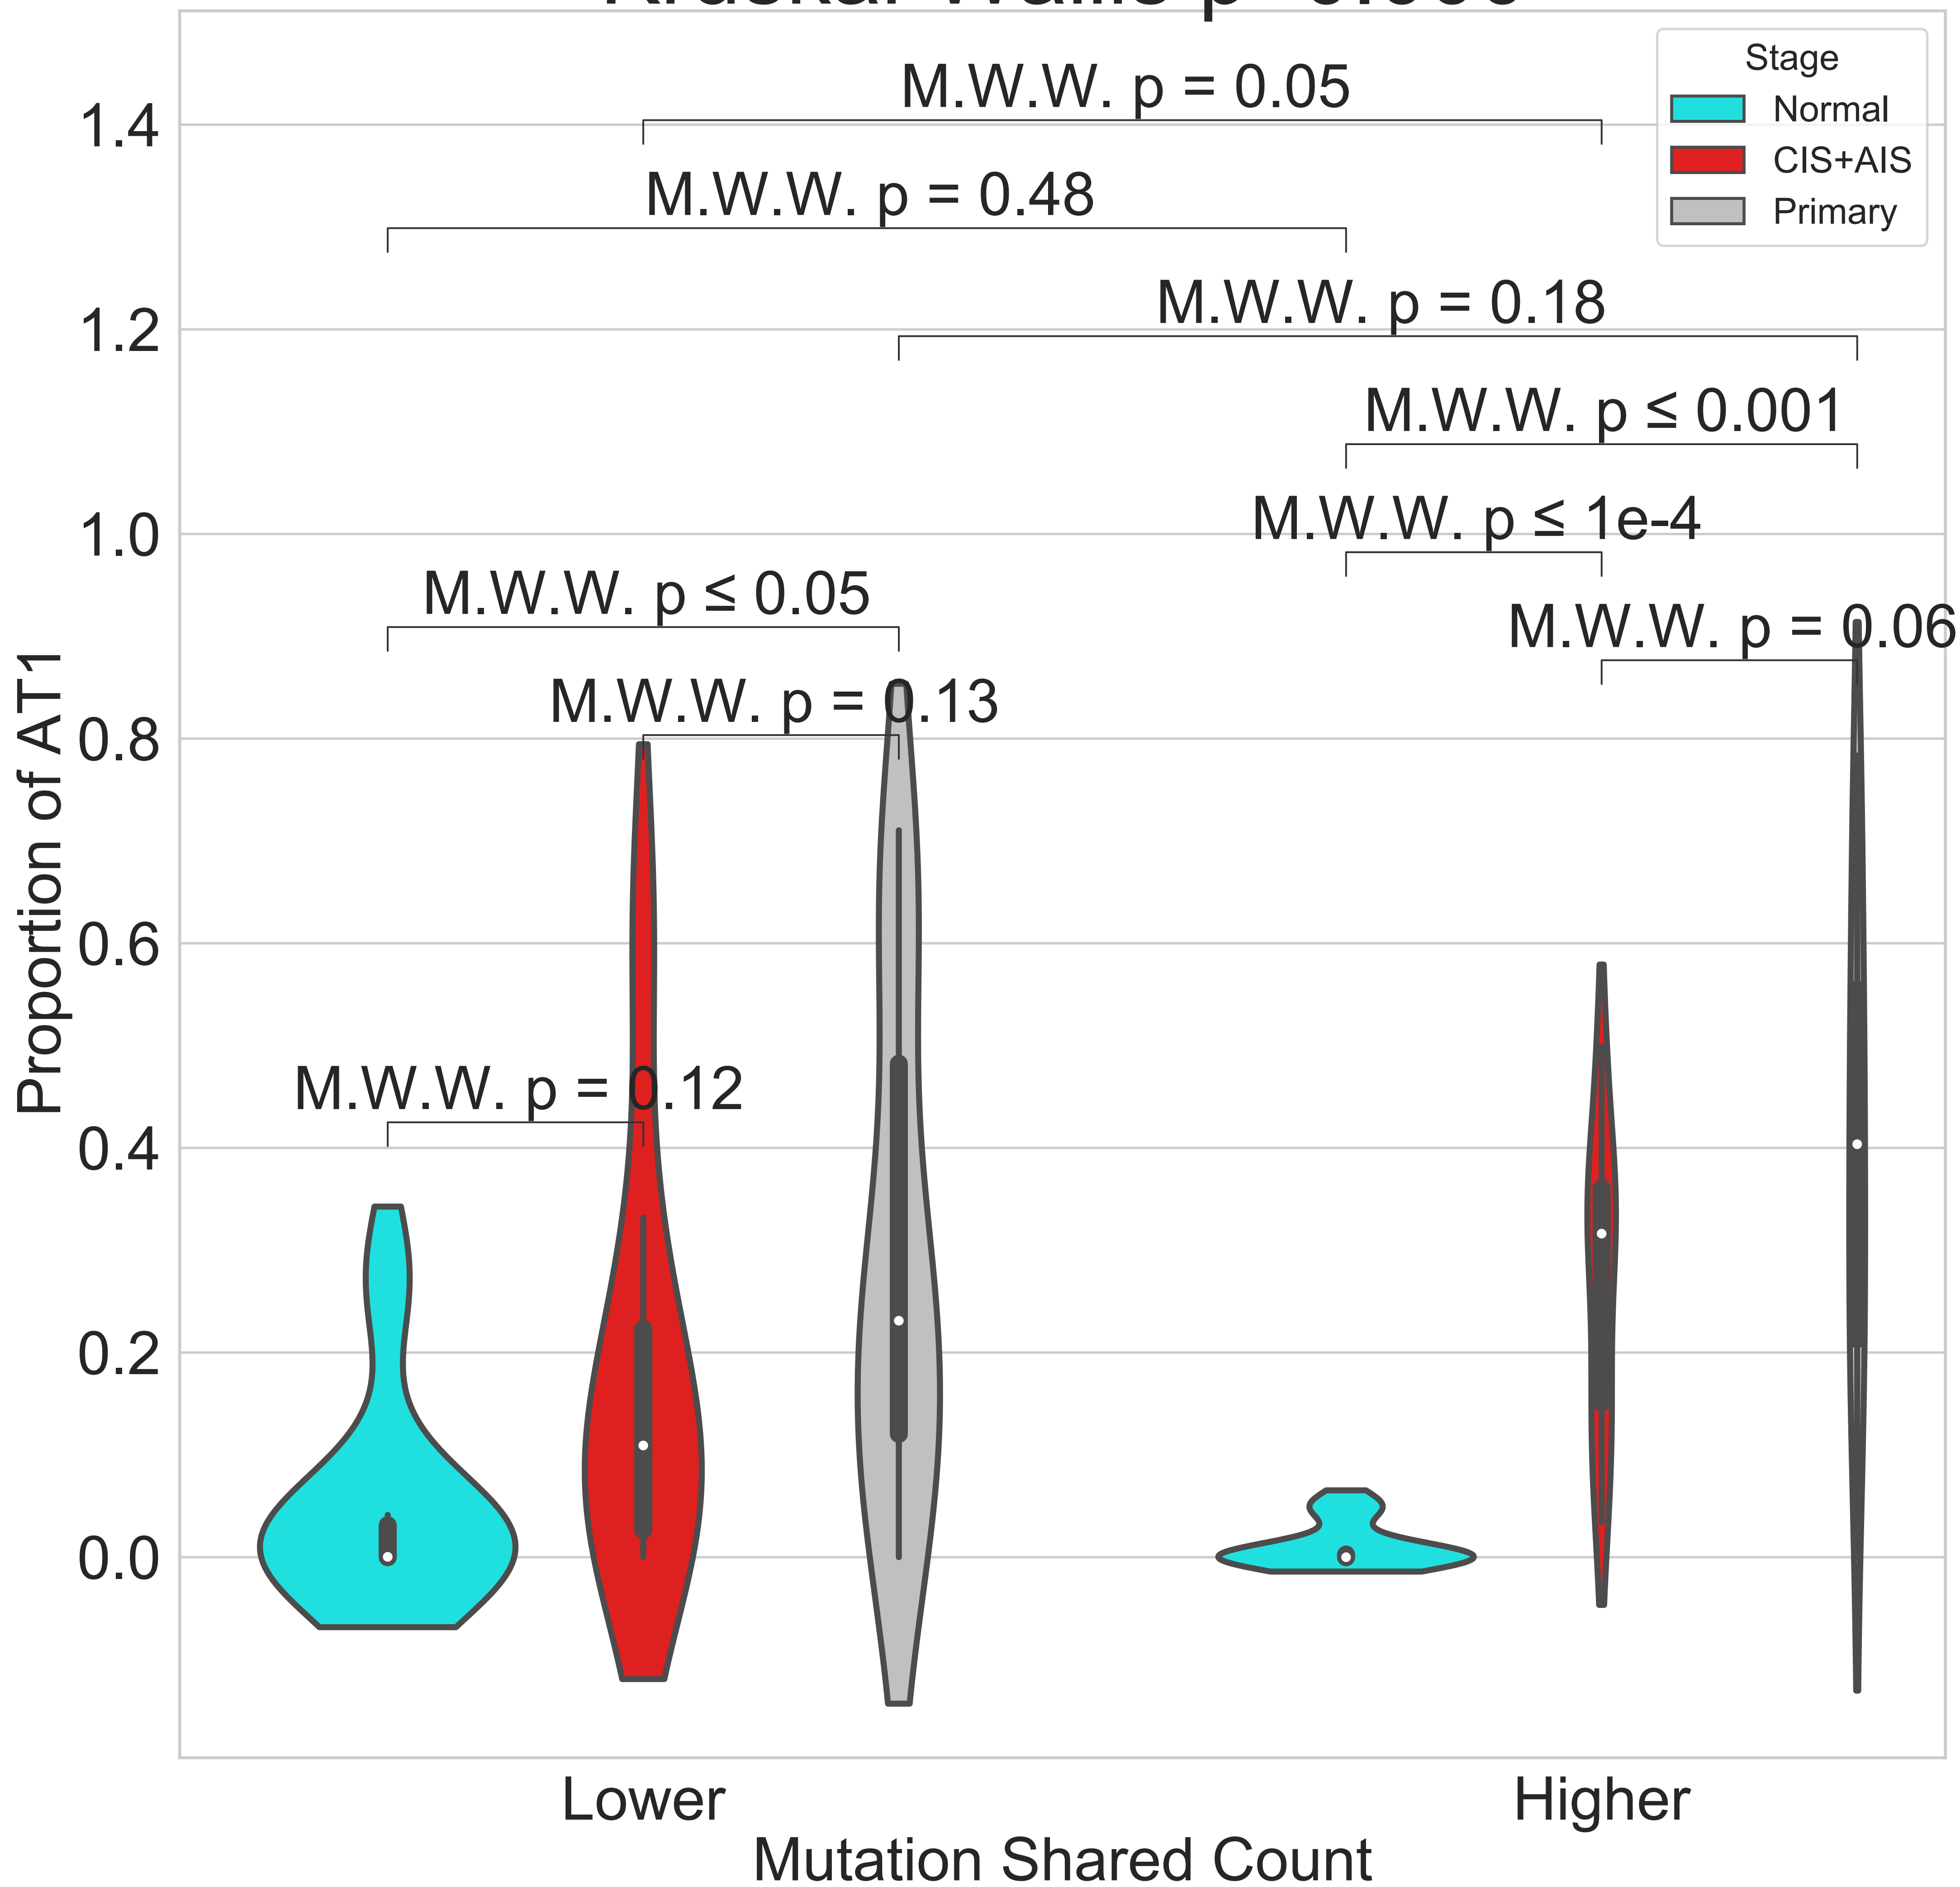 Stage
Normal
CIS+AIS
Primary
M.W.W. p = 0.05
M.W.W. p = 0.48
M.W.W. p = 0.18
M.W.W. p ≤ 0.001
M.W.W. p ≤ 1e-4
M.W.W. p ≤ 0.05
M.W.W. p = 0.06
M.W.W. p = 0.13
M.W.W. p = 0.12
1.4
1.2
1.0
0.8
0.6
0.4
0.2
0.0
Proportion of AT1
Lower
Higher
Mutation Shared Count